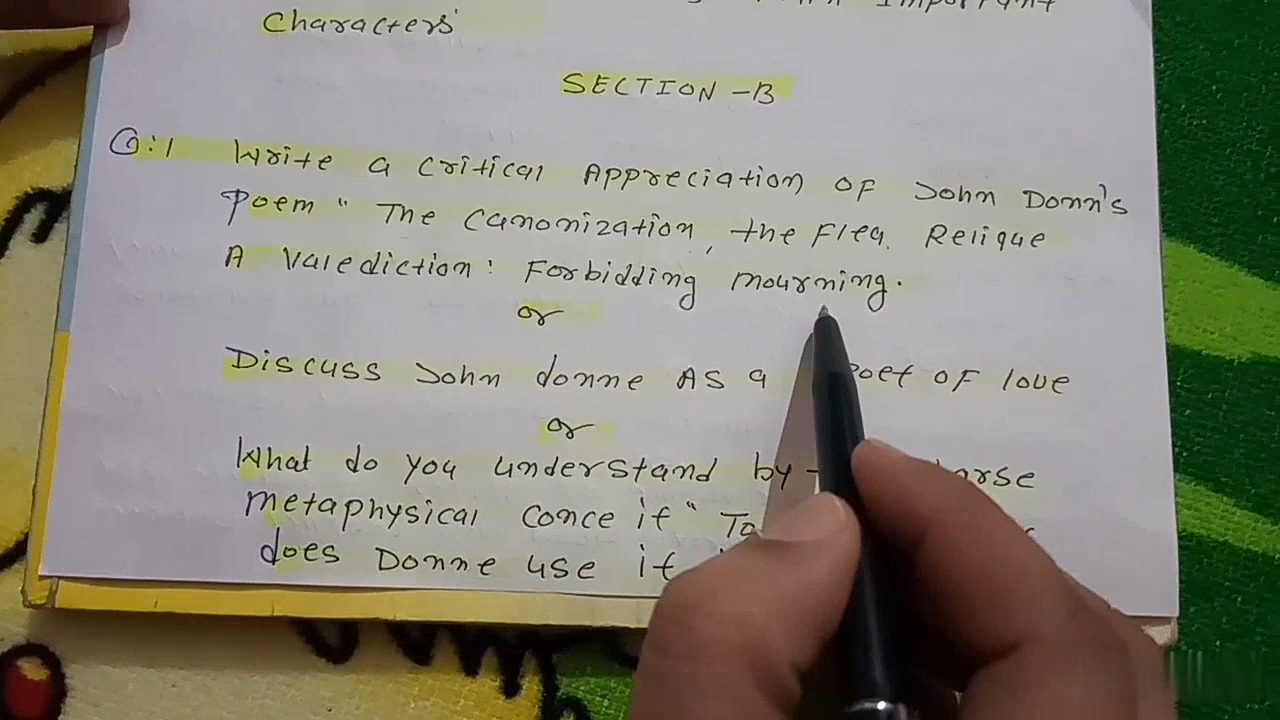 Important
Characters
SECTION-B
Q:1 Write a Critical Appreciation OF John Donn's
Poem " The Canonization, the Flea, Relique
A Valediction: Forbidding mourning.
or
Discuss John donne As a Poet OF love
or
What do you understand by
metaphysical Conceit "To
does Donne use it